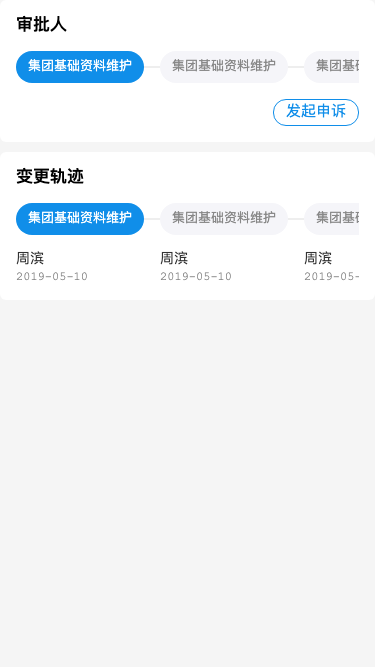 审批人
集团基础资料维护 集团基础资料维护 集团基
发起申诉
变更轨迹
集团基础资料维护 集团基础资料维护 集团基
周滨 周滨 周滨
2019-05-10 2019-05-10 2019-05-